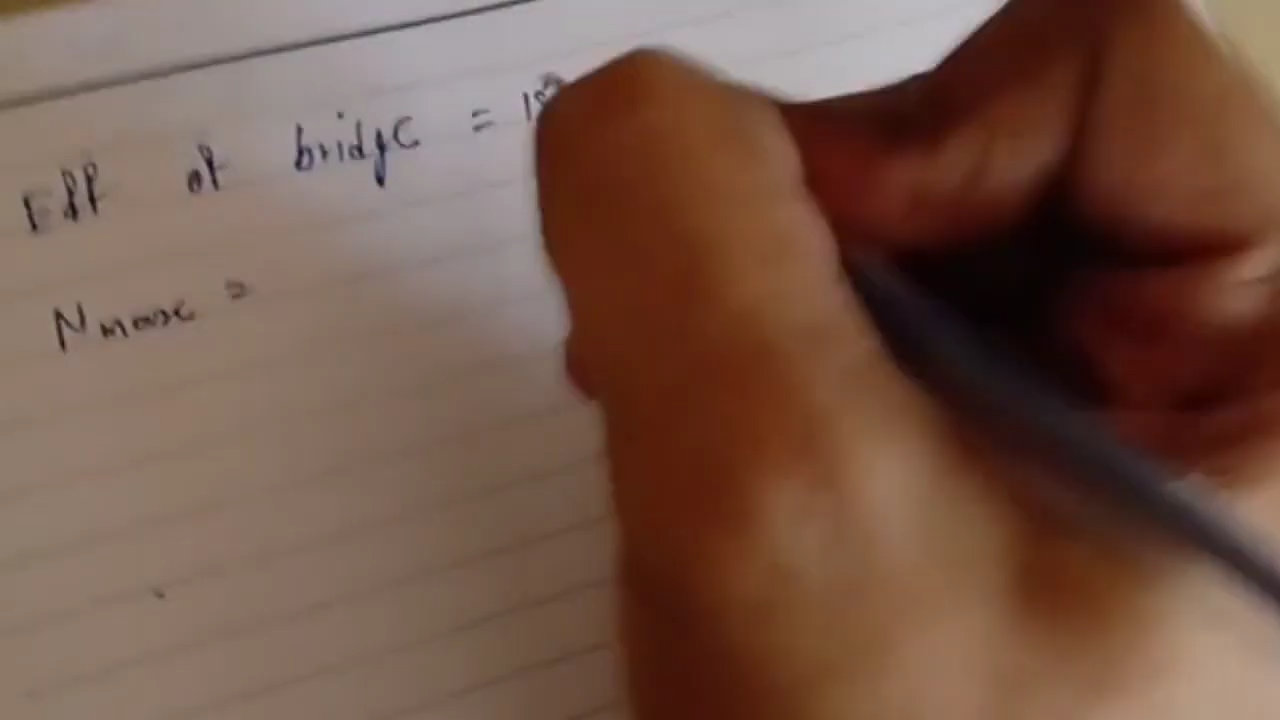 Eff of bridge =
Nmax =